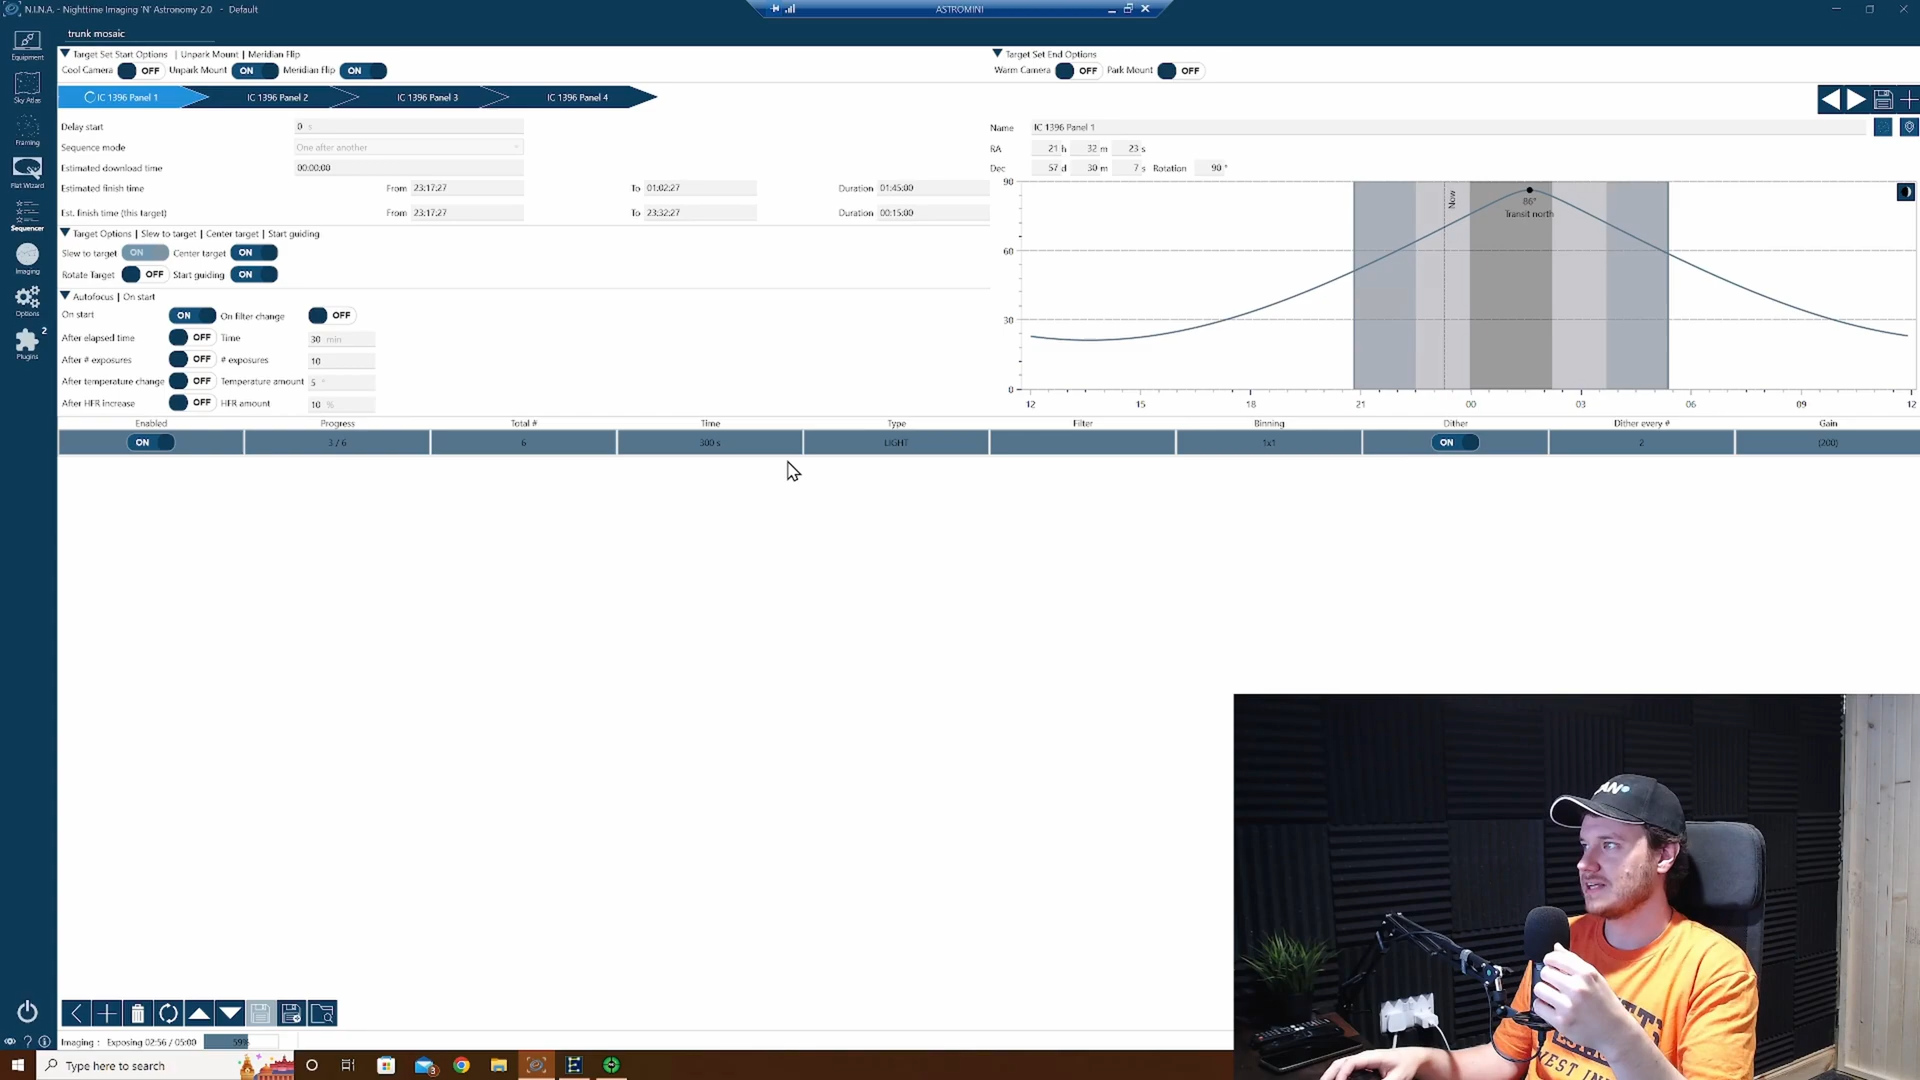 N.I.N.A. - Nighttime Imaging 'N' Astronomy 2.0 - Default
ASTROMINI
trunk mosaic
Equipment
Sky Atlas
Framing
Flat Wizard
Sequencer
Imaging
Options
2
Plugins
Target Set Start Options | Unpark Mount | Meridian Flip
Cool Camera OFF Unpark Mount ON Meridian Flip ON
Target Set End Options
Warm Camera OFF Park Mount OFF
IC 1396 Panel 1
IC 1396 Panel 2
IC 1396 Panel 3
IC 1396 Panel 4
Delay start 0 s
Sequence mode One after another
Estimated download time 00:00:00
Estimated finish time From 23:17:27 To 01:02:27 Duration 01:45:00
Est. finish time (this target) From 23:17:27 To 23:32:27 Duration 00:15:00
Target Options | Slew to target | Center target | Start guiding
Slew to target ON Center target ON
Rotate Target OFF Start guiding ON
Autofocus | On start
On start ON On filter change OFF
After elapsed time OFF Time 30 min
After # exposures OFF # exposures 10
After temperature change OFF Temperature amount 5 °
After HFR increase OFF HFR amount 10 %
Name IC 1396 Panel 1
RA 21 h 32 m 23 s
Dec 57 d 30 m 7 s Rotation 90 °
90
60
30
0
Now
86°
Transit north
12 15 18 21 00 03 06 09 12
Enabled Progress Total # Time Type Filter Binning Dither Dither every # Gain
ON 3 / 6 6 300 s LIGHT 1x1 ON 2 (200)
Imaging : Exposing 02:56 / 05:00 59%
Type here to search
3